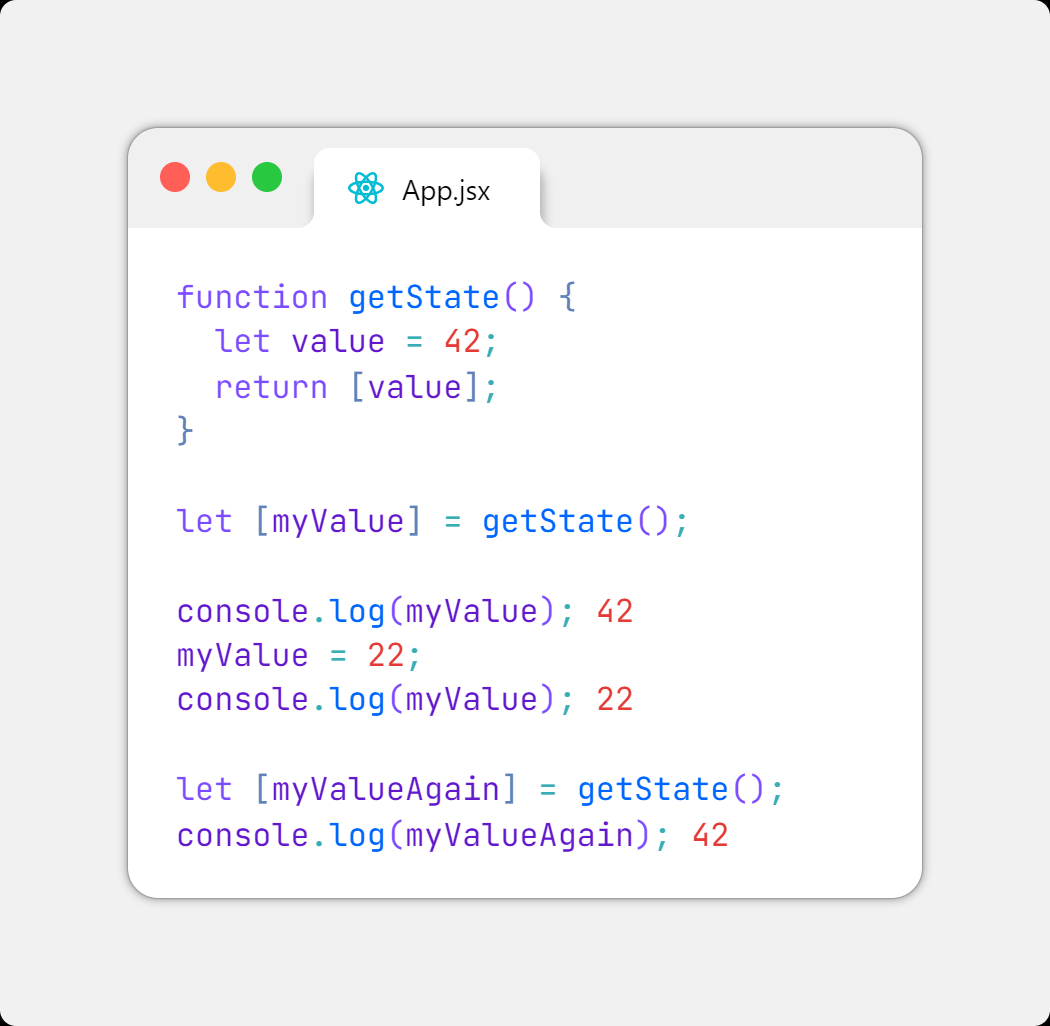 App.jsx
function getState() {
  let value = 42;
  return [value];
}
let [myValue] = getState();
console.log(myValue); 42
myValue = 22;
console.log(myValue); 22
let [myValueAgain] = getState();
console.log(myValueAgain); 42